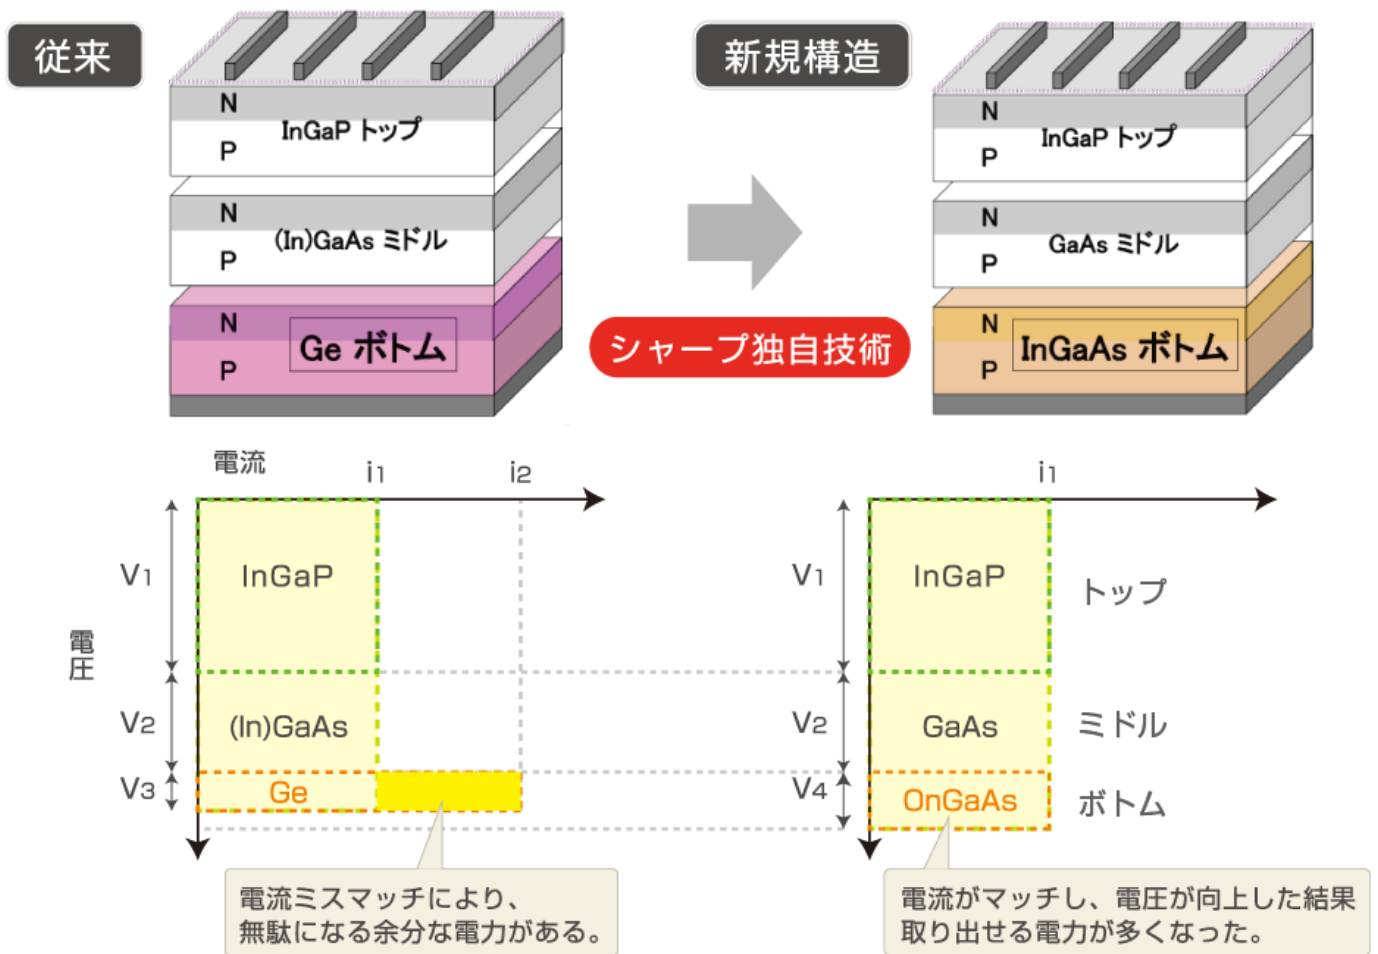 従来
N
InGaP トップ
P
N
(In)GaAs ミドル
P
N
Ge ボトム
P
新規構造
N
InGaP トップ
P
N
GaAs ミドル
P
N
InGaAs ボトム
P
シャープ独自技術
電流
i1
i2
V1
InGaP
電圧
V2
(In)GaAs
V3
Ge
電流ミスマッチにより、
無駄になる余分な電力がある。
i1
V1
InGaP
トップ
V2
GaAs
ミドル
V4
OnGaAs
ボトム
電流がマッチし、電圧が向上した結果
取り出せる電力が多くなった。